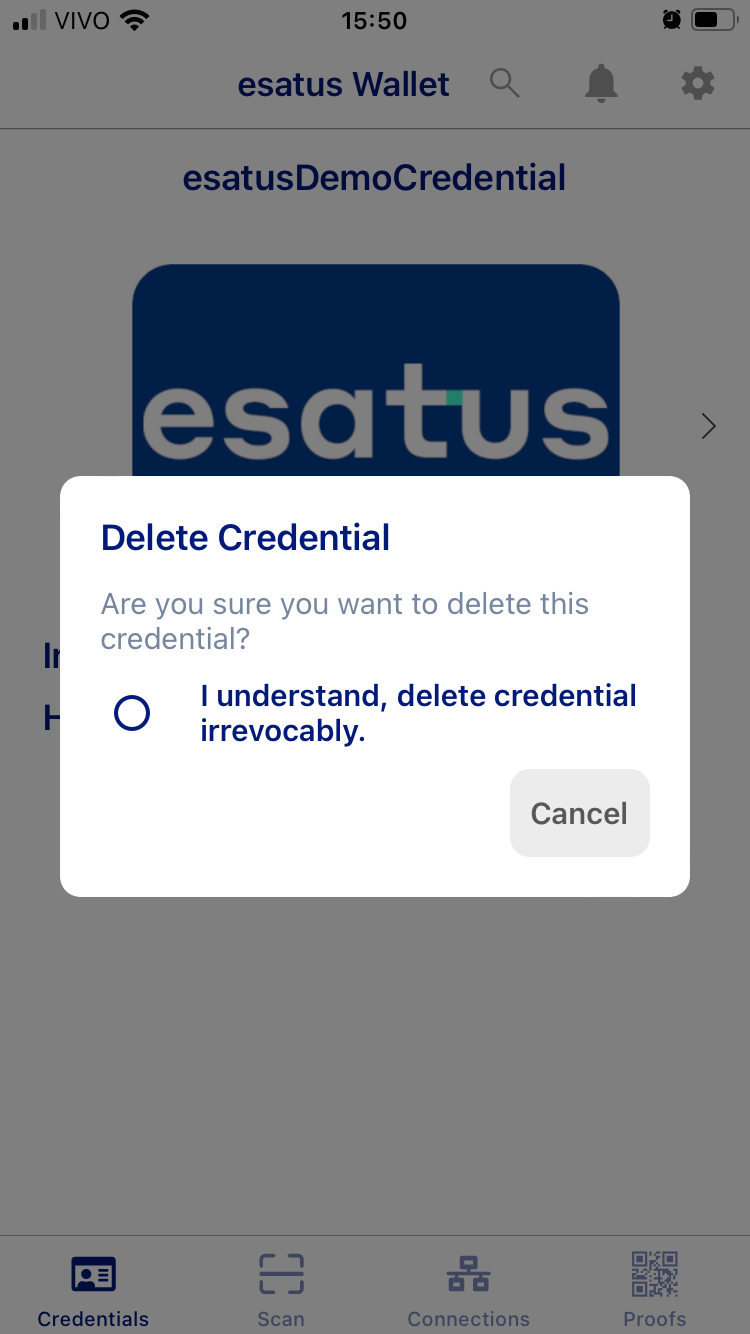 VIVO 15:50
esatus Wallet
esatusDemoCredential
esatus
Delete Credential
Are you sure you want to delete this
credential?
I understand, delete credential
irrevocably.
Cancel
Credentials Scan Connections Proofs